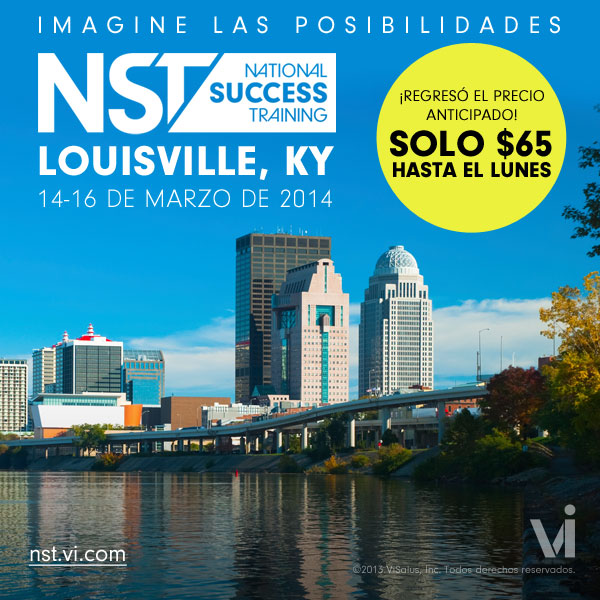 IMAGINE LAS POSIBILIDADES
NST/ NATIONAL
SUCCESS
TRAINING
LOUISVILLE, KY
14-16 DE MARZO DE 2014
¡REGRESÓ EL PRECIO
ANTICIPADO!
SOLO $65
HASTA EL LUNES
nst.vi.com
vi
©2013 ViSalus, Inc. Todos derechos reservados.